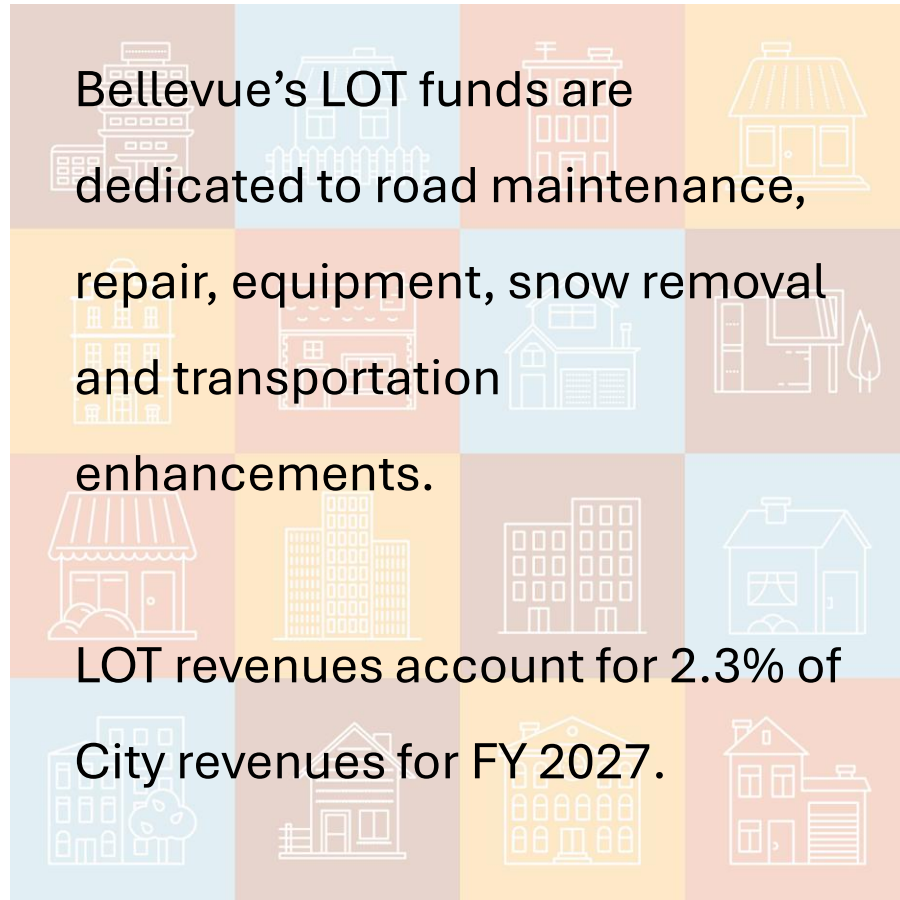 Bellevue’s LOT funds are
dedicated to road maintenance,
repair, equipment, snow removal
and transportation
enhancements.
LOT revenues account for 2.3% of
City revenues for FY 2027.